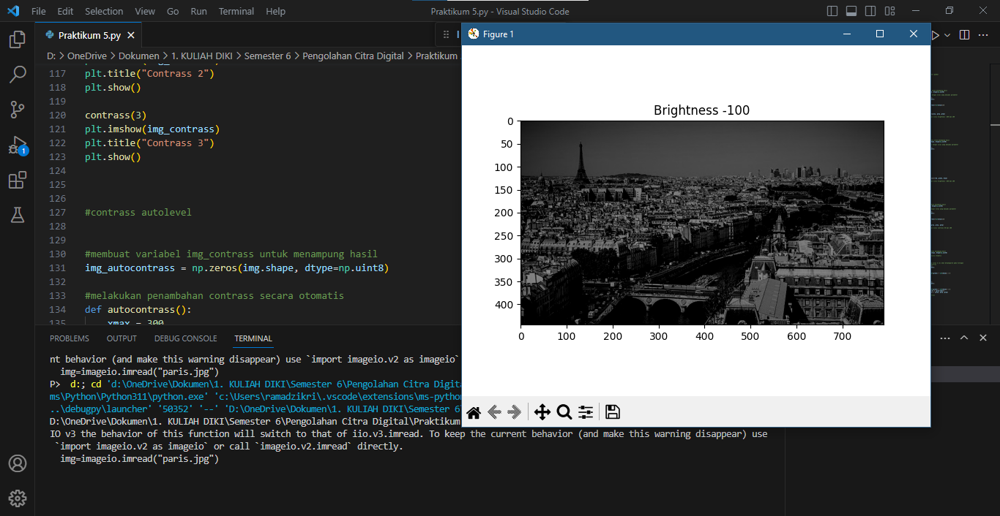 File Edit Selection View Go Run Terminal Help
Praktikum 5.py - Visual Studio Code
Praktikum 5.py
D: > OneDrive > Dokumen > 1. KULIAH DIKI > Semester 6 > Pengolahan Citra Digital > Praktikum
117 plt.title("Contrass 2")
118 plt.show()
119
120 contrass(3)
121 plt.imshow(img_contrass)
122 plt.title("Contrass 3")
123 plt.show()
124
125
126
127 #contrass autolevel
128
129
130 #membuat variabel img_contrass untuk menampung hasil
131 img_autocontrass = np.zeros(img.shape, dtype=np.uint8)
132
133 #melakukan penambahan contrass secara otomatis
134 def autocontrass():
135 xmax = 300
Figure 1
Brightness -100
0
50
100
150
200
250
300
350
400
0 100 200 300 400 500 600 700
1
PROBLEMS OUTPUT DEBUG CONSOLE TERMINAL
nt behavior (and make this warning disappear) use `import imageio.v2 as imageio`
img=imageio.imread("paris.jpg")
P> d:; cd 'd:\OneDrive\Dokumen\1. KULIAH DIKI\Semester 6\Pengolahan Citra Digita
ms\Python\Python311\python.exe' 'c:\Users\ramadzikri\.vscode\extensions\ms-python
..\debugpy\launcher' '50352' '--' 'D:\OneDrive\Dokumen\1. KULIAH DIKI\Semester 6
D:\OneDrive\Dokumen\1. KULIAH DIKI\Semester 6\Pengolahan Citra Digital\Praktikum
IO v3 the behavior of this function will switch to that of iio.v3.imread. To keep the current behavior (and make this warning disappear) use
`import imageio.v2 as imageio` or call `imageio.v2.imread` directly.
img=imageio.imread("paris.jpg")